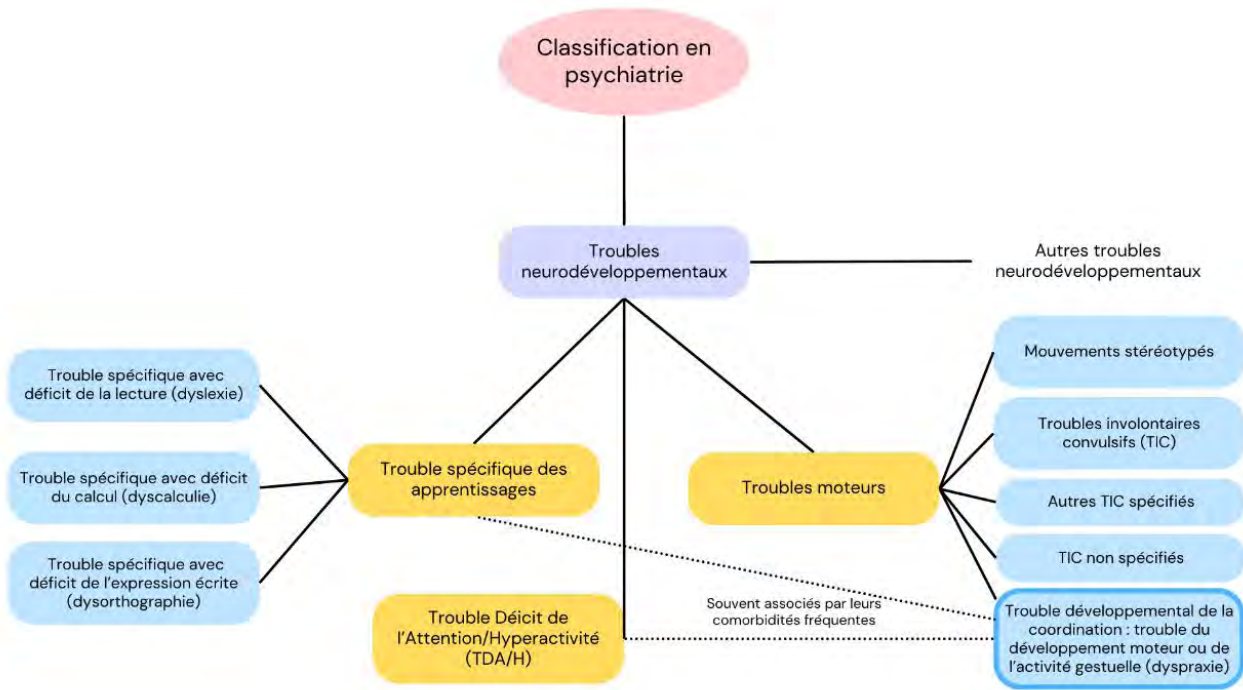 Classification en
psychiatrie
Troubles
neurodéveloppementaux
Autres troubles
neurodéveloppementaux
Trouble spécifique avec
déficit de la lecture (dyslexie)
Trouble spécifique avec déficit
du calcul (dyscalculie)
Trouble spécifique avec
déficit de l'expression écrite
(dysorthographie)
Trouble spécifique des
apprentissages
Trouble Déicit de
l'Attention/Hyperactivité
(TDA/H)
Troubles moteurs
Mouvements stéréotypés
Troubles involontaires
convulsifs (TIC)
Autres TIC spécifiés
TIC non spécifiés
Souvent associés par leurs
comorbidités fréquentes
Trouble développemental de la
coordination : trouble du
développement moteur ou de
l'activité gestuelle (dyspraxie)